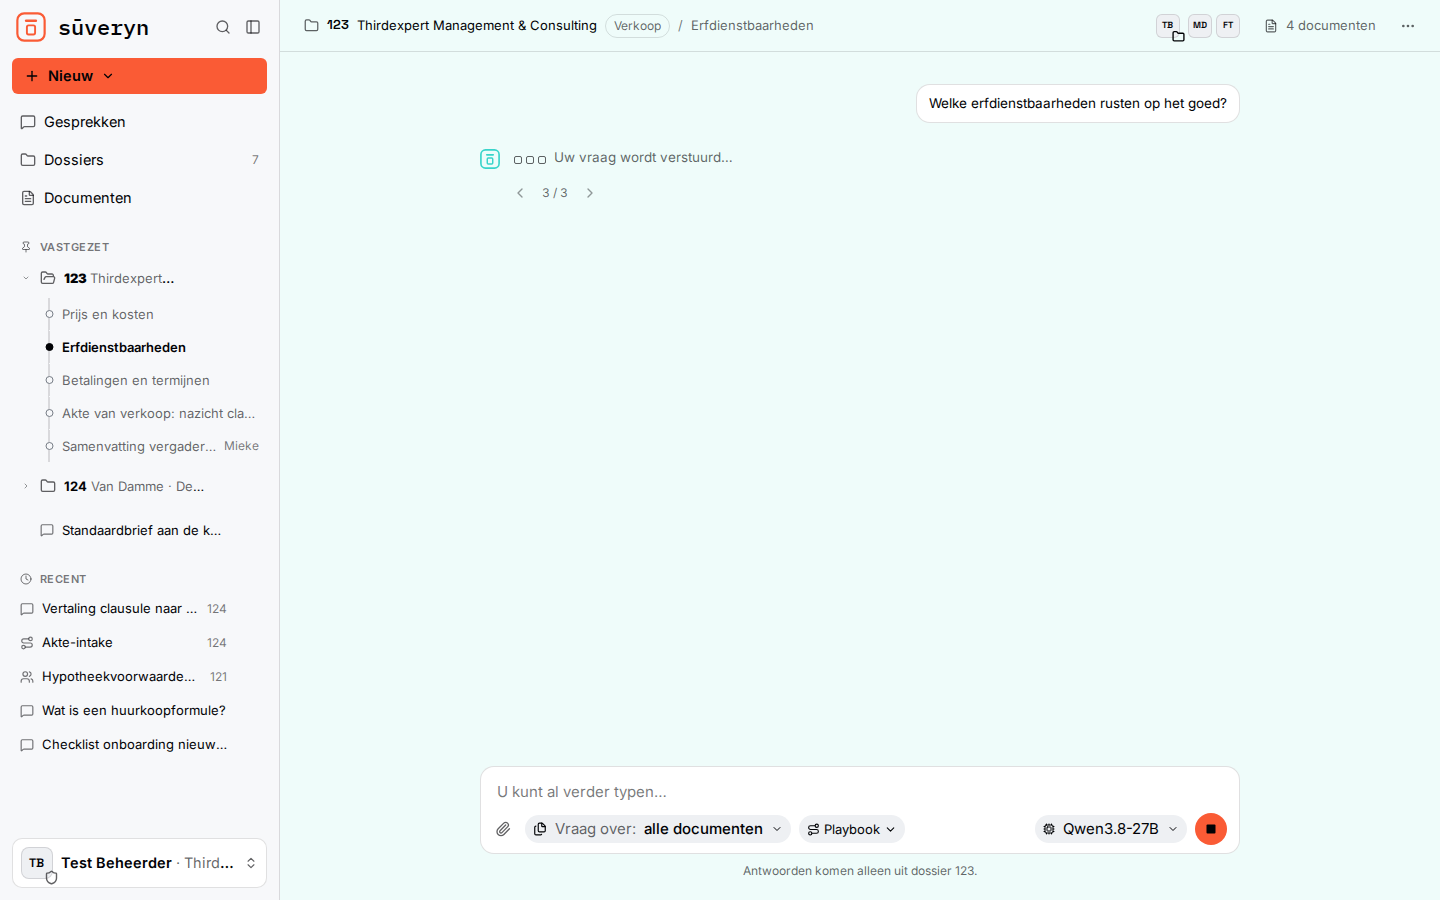 sūveryn
Nieuw
Gesprekken
Dossiers 7
Documenten
VASTGEZET
123 Thirdexpert...
Prijs en kosten
Erfdienstbaarheden
Betalingen en termijnen
Akte van verkoop: nazicht cla...
Samenvatting vergader... Mieke
124 Van Damme · De...
Standaardbrief aan de k...
RECENT
Vertaling clausule naar ... 124
Akte-intake 124
Hypotheekvoorwaarde... 121
Wat is een huurkoopformule?
Checklist onboarding nieuw...
TB Test Beheerder · Third...
123 Thirdexpert Management & Consulting Verkoop / Erfdienstbaarheden
TB MD FT 4 documenten
Welke erfdienstbaarheden rusten op het goed?
Uw vraag wordt verstuurd...
3 / 3
U kunt al verder typen...
Vraag over: alle documenten Playbook Qwen3.8-27B
Antwoorden komen alleen uit dossier 123.